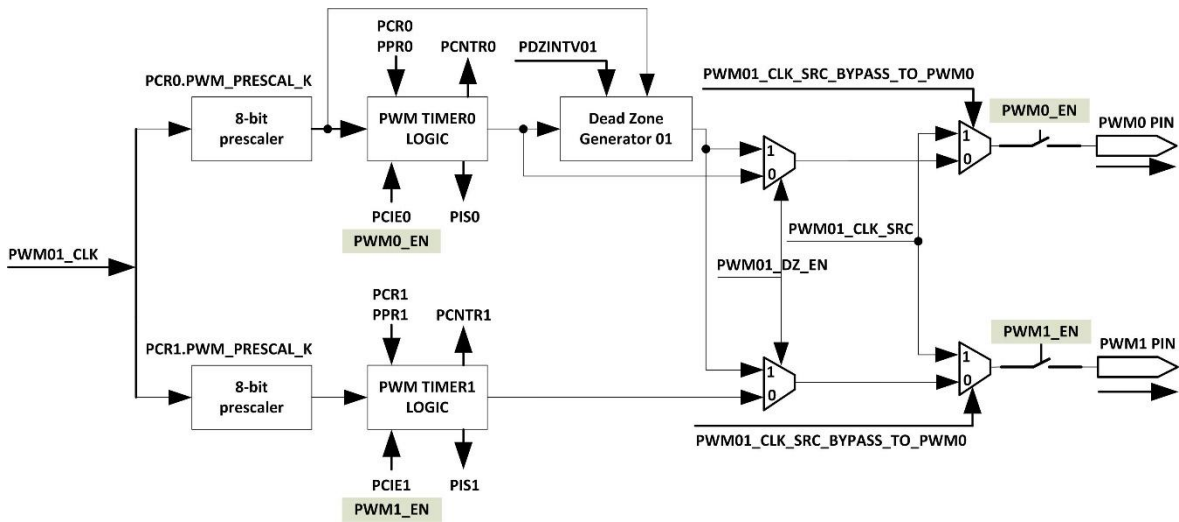 PCR0
PPR0
PCNTR0
PDZINTV01
PWM01_CLK_SRC_BYPASS_TO_PWM0
PCR0.PWM_PRESCAL_K
8-bit
prescaler
PWM TIMER0
LOGIC
Dead Zone
Generator 01
1
0
1
0
PWM0_EN
PWM0 PIN
PCIE0
PIS0
PWM0_EN
PWM01_CLK
PWM01_CLK_SRC
PWM01_DZ_EN
PCR1
PPR1
PCNTR1
PCR1.PWM_PRESCAL_K
8-bit
prescaler
PWM TIMER1
LOGIC
1
0
1
0
PWM1_EN
PWM1 PIN
PWM01_CLK_SRC_BYPASS_TO_PWM0
PCIE1
PIS1
PWM1_EN